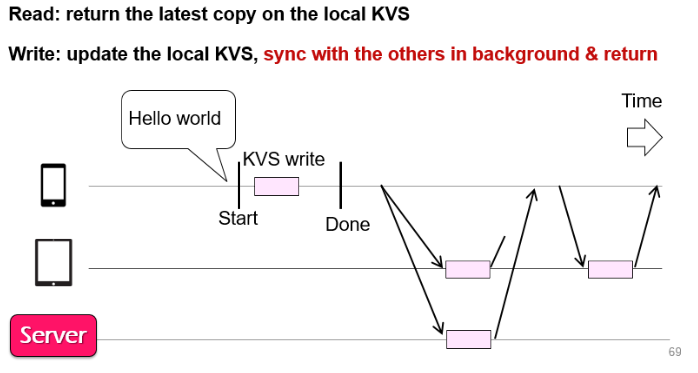 Read: return the latest copy on the local KVS
Write: update the local KVS, sync with the others in background & return
Time
Hello world
KVS write
Start
Done
Server
69